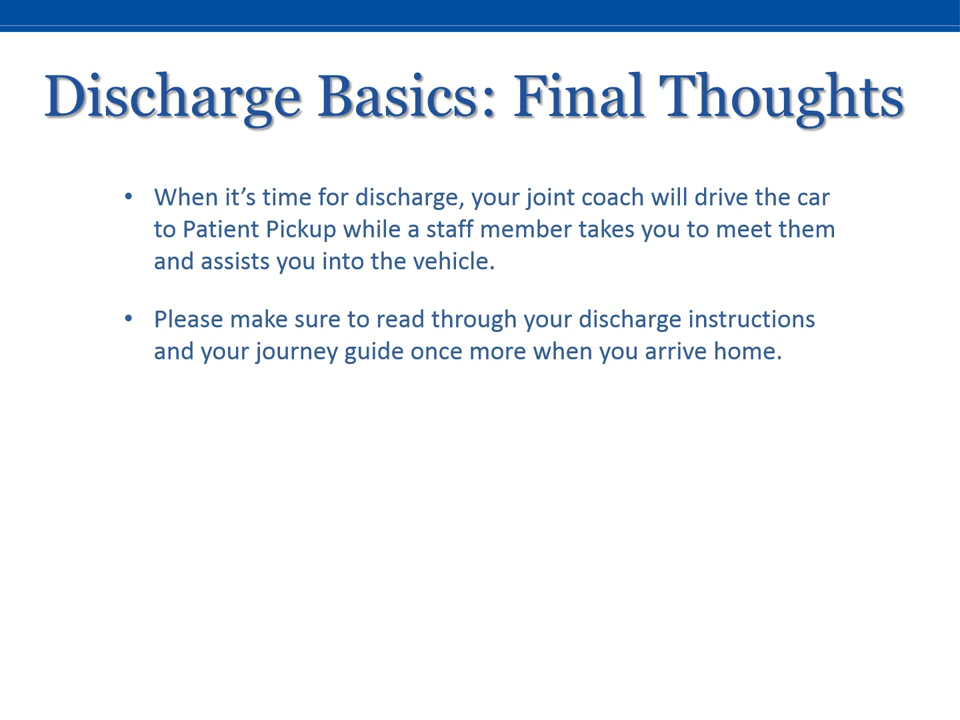 Discharge Basics: Final Thoughts
• When it’s time for discharge, your joint coach will drive the car
to Patient Pickup while a staff member takes you to meet them
and assists you into the vehicle.
• Please make sure to read through your discharge instructions
and your journey guide once more when you arrive home.